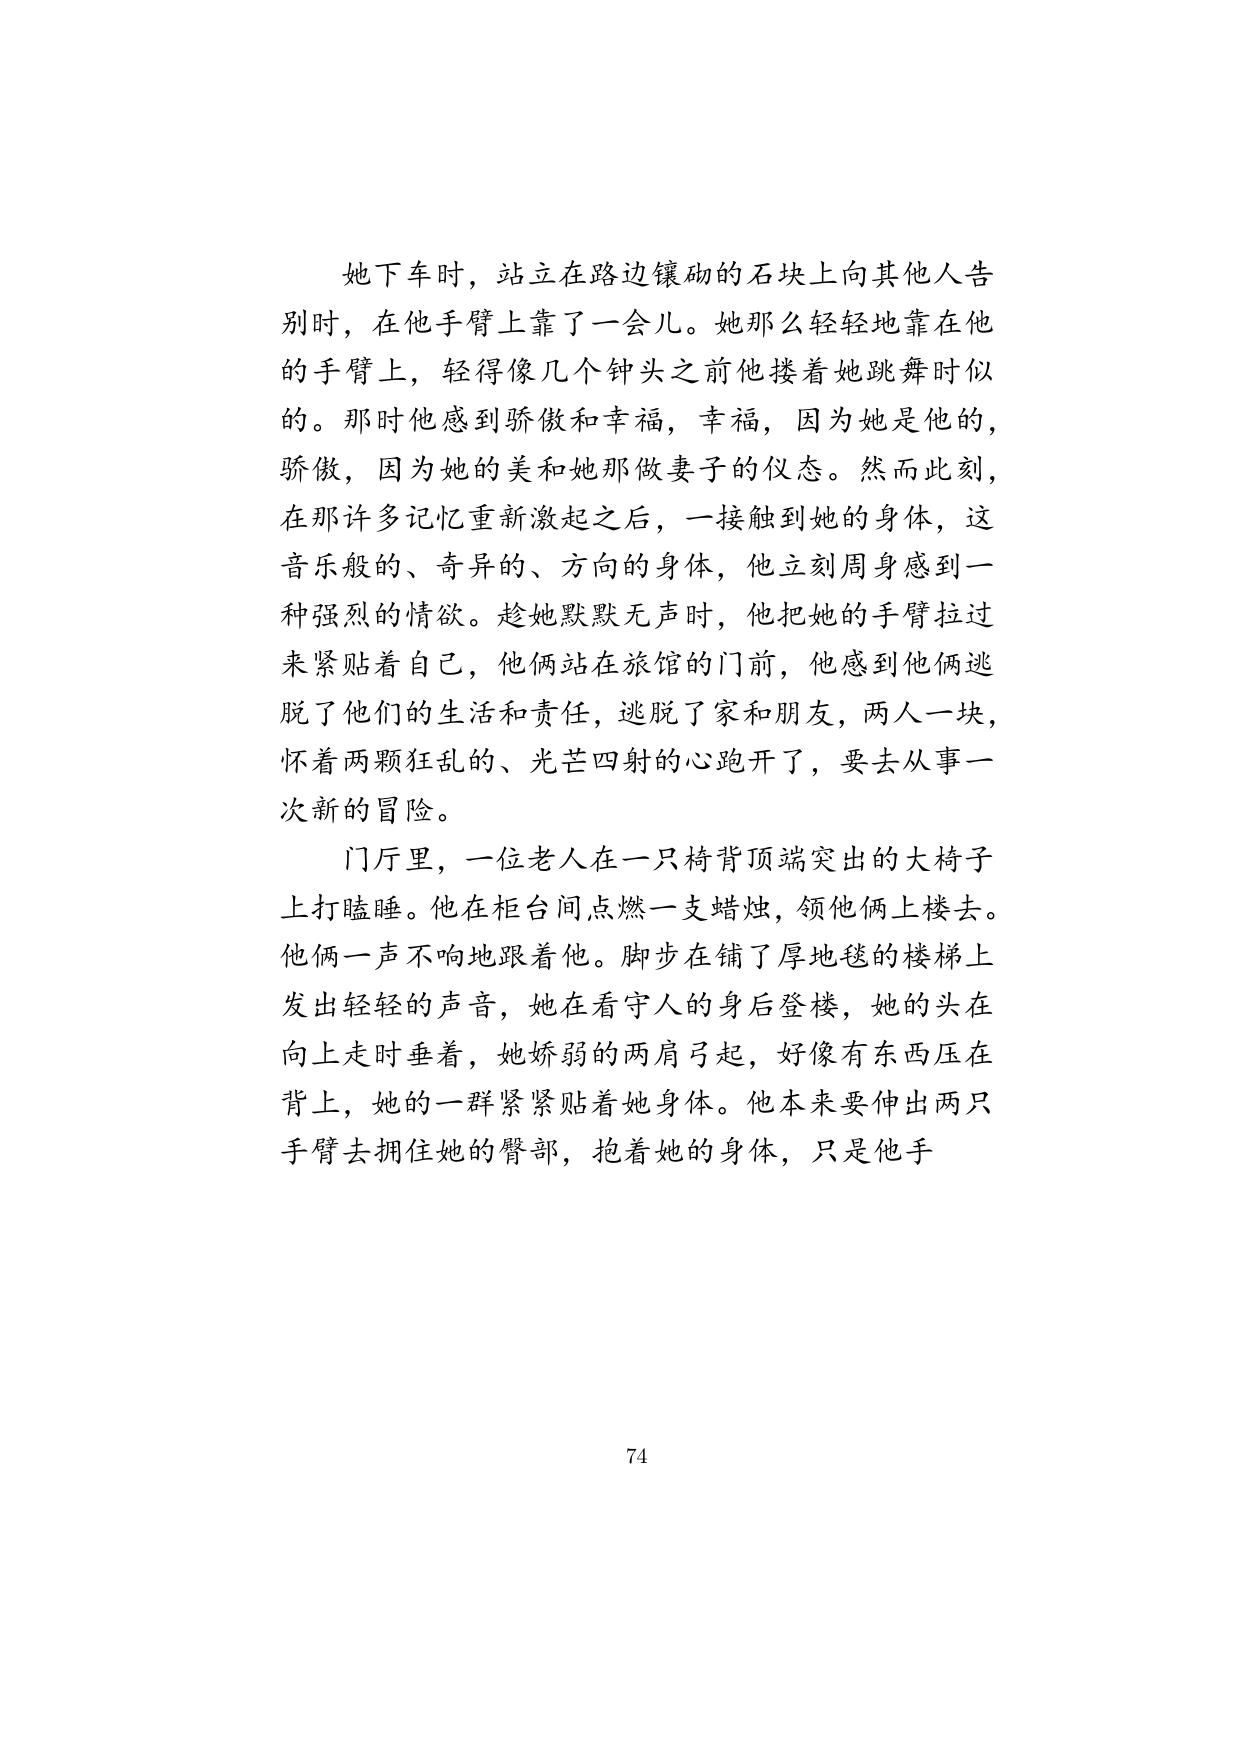 她下车时，站立在路边镶砌的石块上向其他人告
别时，在他手臂上靠了一会儿。她那么轻轻地靠在他
的手臂上，轻得像几个钟头之前他搂着她跳舞时似
的。那时他感到骄傲和幸福，幸福，因为她是他的，
骄傲，因为她的美和她那做妻子的仪态。然而此刻，
在那许多记忆重新激起之后，一接触到她的身体，这
音乐般的、奇异的、方向的身体，他立刻周身感到一
种强烈的情欲。趁她默默无声时，他把她的手臂拉过
来紧贴着自己，他俩站在旅馆的门前，他感到他俩逃
脱了他们的生活和责任，逃脱了家和朋友，两人一块，
怀着两颗狂乱的、光芒四射的心跑开了，要去从事一
次新的冒险。
门厅里，一位老人在一只椅背顶端突出的大椅子
上打瞌睡。他在柜台间点燃一支蜡烛，领他俩上楼去。
他俩一声不响地跟着他。脚步在铺了厚地毯的楼梯上
发出轻轻的声音，她在看守人的身后登楼，她的头在
向上走时垂着，她娇弱的两肩弓起，好像有东西压在
背上，她的一群紧紧贴着她身体。他本来要伸出两只
手臂去拥住她的臀部，抱着她的身体，只是他手
74